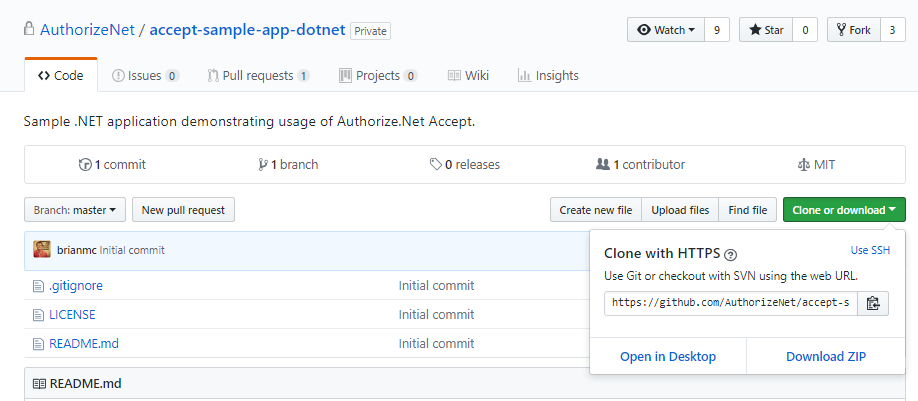 AuthorizeNet / accept-sample-app-dotnet Private Watch 9 Star 0 Fork 3
Code Issues 0 Pull requests 1 Projects 0 Wiki Insights
Sample .NET application demonstrating usage of Authorize.Net Accept.
1 commit 1 branch 0 releases 1 contributor MIT
Branch: master New pull request Create new file Upload files Find file Clone or download
brianmc Initial commit
Clone with HTTPS ? Use SSH
Use Git or checkout with SVN using the web URL.
.gitignore Initial commit
https://github.com/AuthorizeNet/accept-s
LICENSE Initial commit
README.md Initial commit
Open in Desktop Download ZIP
README.md